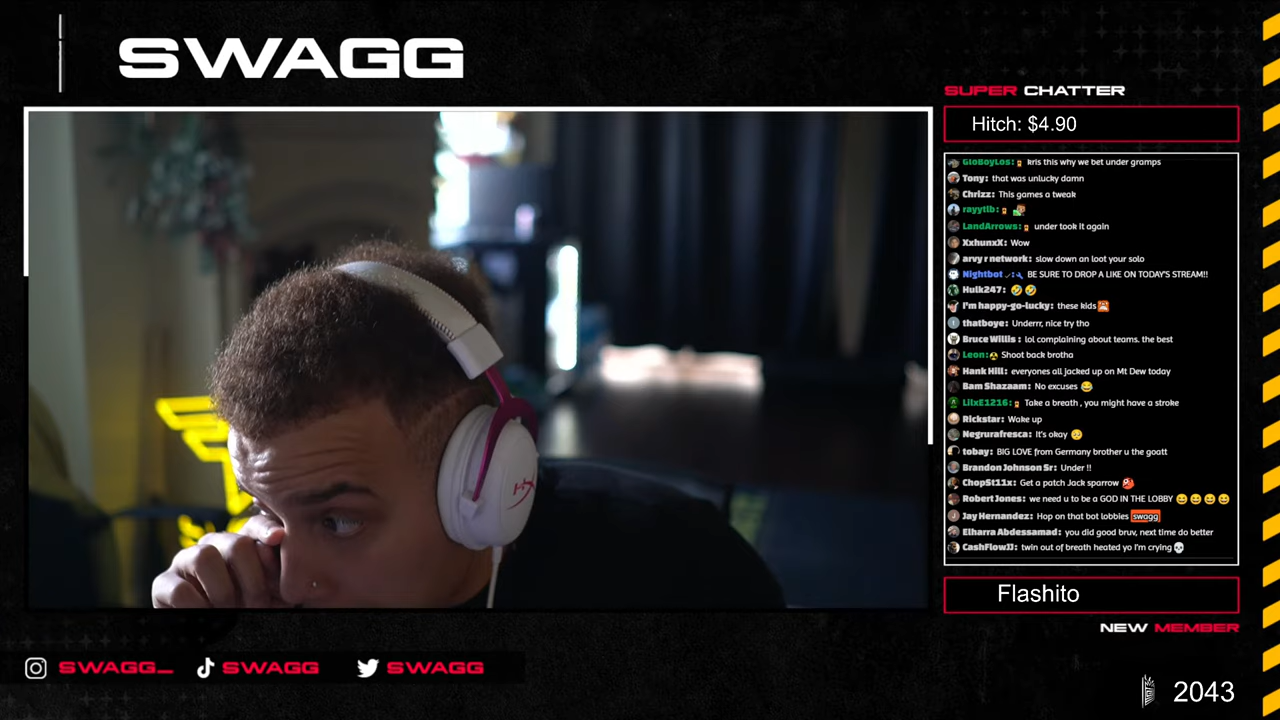 SWAGG
SUPER CHATTER
Hitch: $4.90
GloBoyLos: kris this why we bet under gramps
Tony: that was unlucky damn
Chrizz: This games a tweak
rayytlb:
LandArrows: under took it again
XxhunxX: Wow
arvy r network: slow down an loot your solo
Nightbot: BE SURE TO DROP A LIKE ON TODAY'S STREAM!!
Hulk247: 🤣🤣
I'm happy-go-lucky: these kids
thatboye: Underrr, nice try tho
Bruce Willis: lol complaining about teams. the best
Leon: Shoot back brotha
Hank Hill: everyones all jacked up on Mt Dew today
Bam Shazaam: No excuses 😂
LilxE1216: Take a breath , you might have a stroke
Rickstar: Wake up
Negrurafresca: It's okay 🥺
tobay: BIG LOVE from Germany brother u the goatt
Brandon Johnson Sr: Under !!
ChopSt11x: Get a patch Jack sparrow
Robert Jones: we need u to be a GOD IN THE LOBBY 😄😄😄😄
Jay Hernandez: Hop on that bot lobbies swagg
Elharra Abdessamad: you did good bruv, next time do better
CashFlowJJ: twin out of breath heated yo I'm crying 💀
Flashito
NEW MEMBER
SWAGG_ SWAGG SWAGG
2043